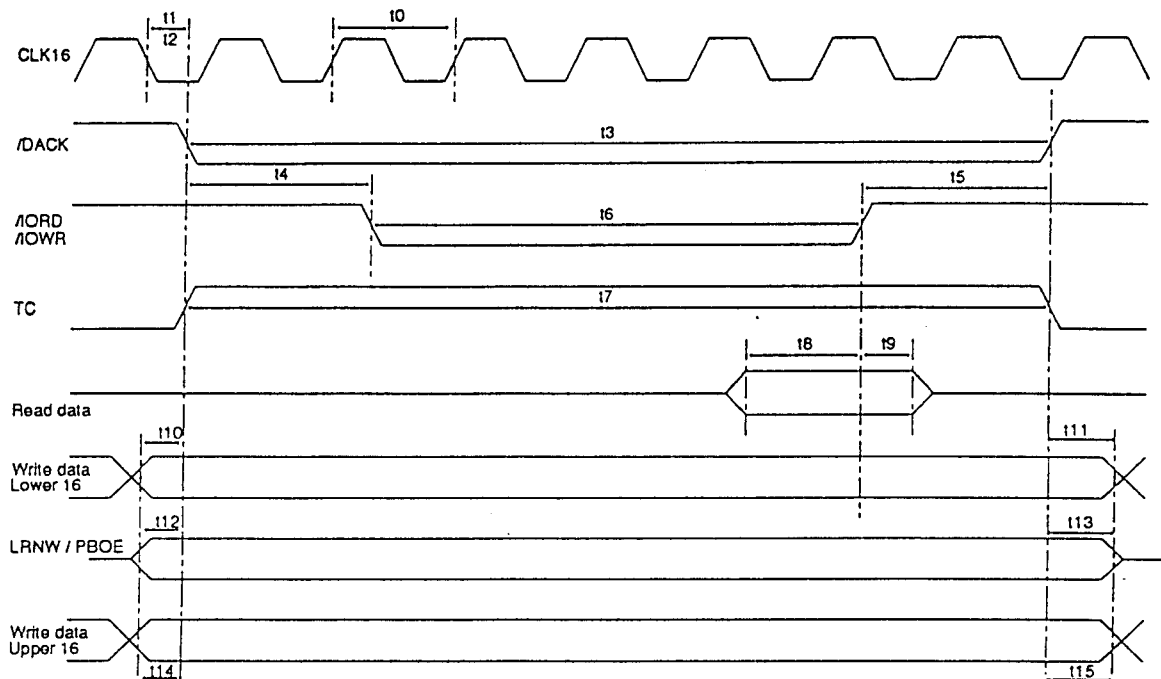 t1
t0
t2
CLK16
t3
/DACK
t4
t5
t6
/IORD
/IOWR
t7
TC
t8
t9
Read data
t10
t11
Write data
Lower 16
t12
t13
LRNW / PBOE
Write data
Upper 16
t14
t15